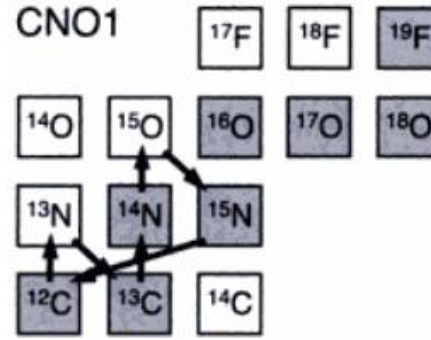 CNO1
¹⁷F ¹⁸F ¹⁹F
¹⁴O ¹⁵O ¹⁶O ¹⁷O ¹⁸O
¹³N ¹⁴N ¹⁵N
¹²C ¹³C ¹⁴C